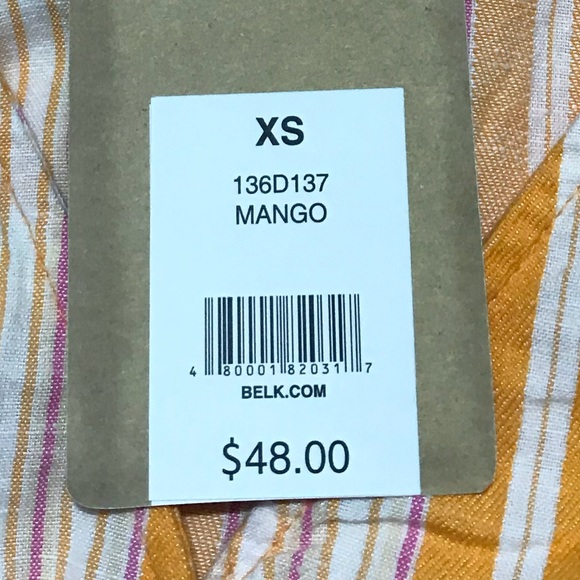 XS
136D137
MANGO
4 80001 82031 7
BELK.COM
$48.00